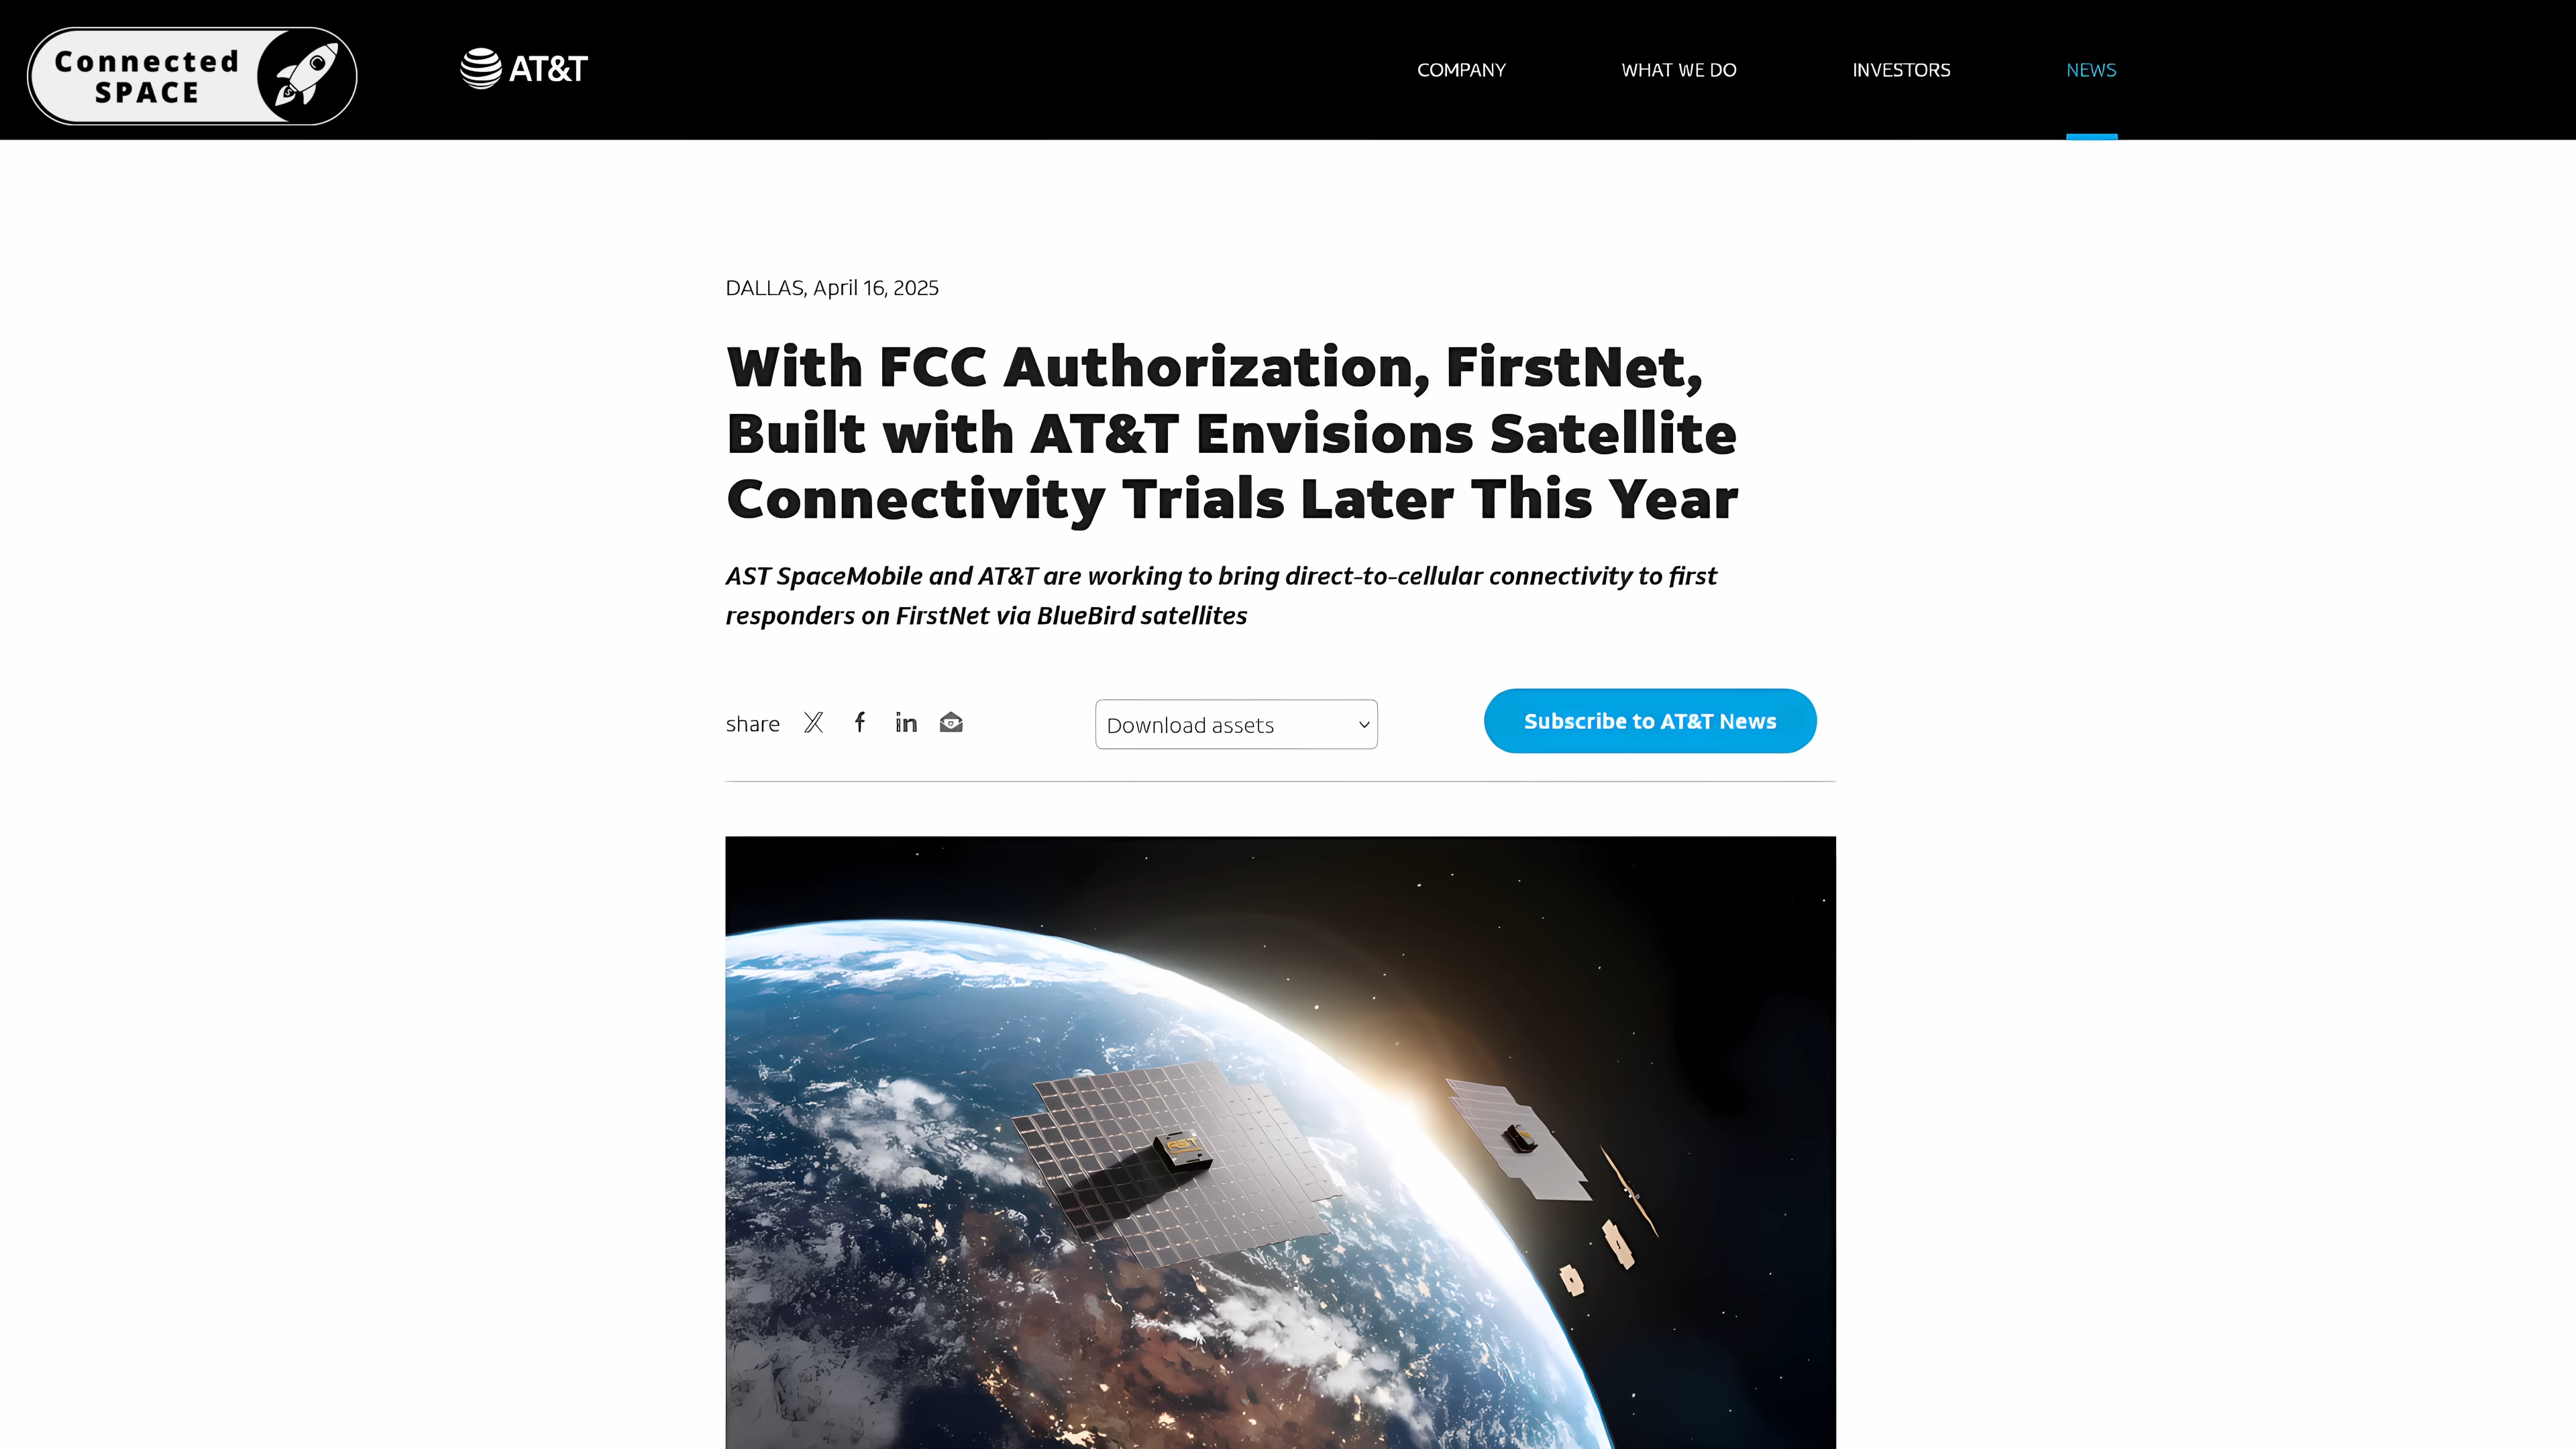 Connected
SPACE
AT&T
COMPANY
WHAT WE DO
INVESTORS
NEWS
DALLAS, April 16, 2025
With FCC Authorization, FirstNet,
Built with AT&T Envisions Satellite
Connectivity Trials Later This Year
AST SpaceMobile and AT&T are working to bring direct-to-cellular connectivity to first
responders on FirstNet via BlueBird satellites
share
Download assets
Subscribe to AT&T News
AST